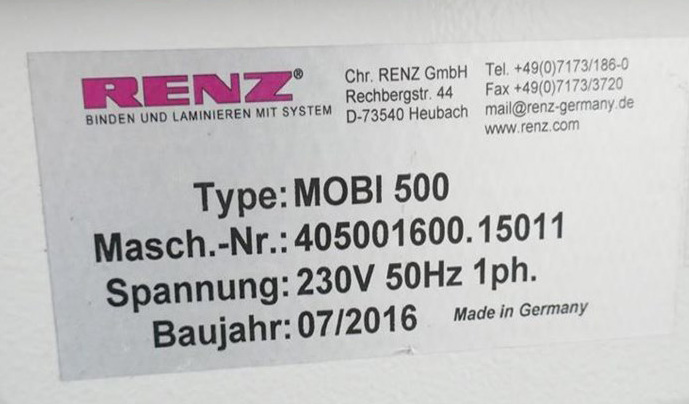 RENZ®
BINDEN UND LAMINIEREN MIT SYSTEM
Chr. RENZ GmbH
Rechbergstr. 44
D-73540 Heubach
Tel. +49(0)7173/186-0
Fax +49(0)7173/3720
mail@renz-germany.de
www.renz.com
Type: MOBI 500
Masch.-Nr.: 405001600.15011
Spannung: 230V 50Hz 1ph.
Baujahr: 07/2016
Made in Germany